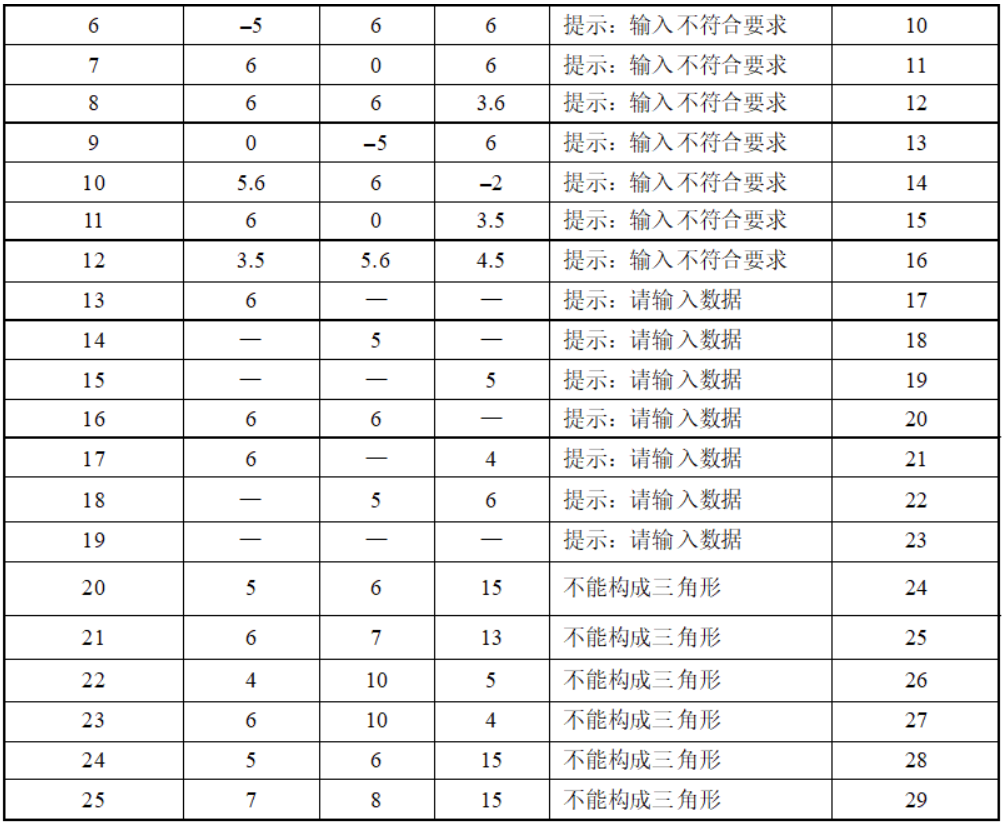 6 –5 6 6 提示：输入不符合要求 10
7 6 0 6 提示：输入不符合要求 11
8 6 6 3.6 提示：输入不符合要求 12
9 0 –5 6 提示：输入不符合要求 13
10 5.6 6 –2 提示：输入不符合要求 14
11 6 0 3.5 提示：输入不符合要求 15
12 3.5 5.6 4.5 提示：输入不符合要求 16
13 6 — — 提示：请输入数据 17
14 — 5 — 提示：请输入数据 18
15 — — 5 提示：请输入数据 19
16 6 6 — 提示：请输入数据 20
17 6 — 4 提示：请输入数据 21
18 — 5 6 提示：请输入数据 22
19 — — — 提示：请输入数据 23
20 5 6 15 不能构成三角形 24
21 6 7 13 不能构成三角形 25
22 4 10 5 不能构成三角形 26
23 6 10 4 不能构成三角形 27
24 5 6 15 不能构成三角形 28
25 7 8 15 不能构成三角形 29